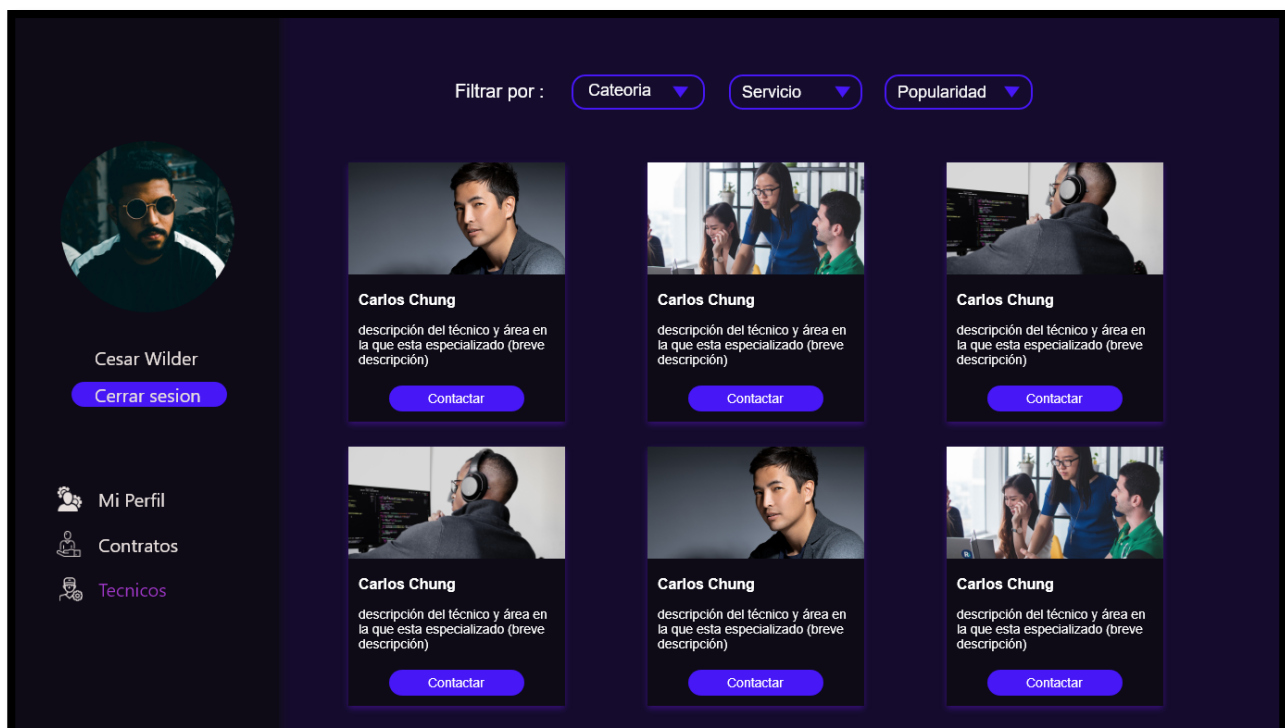 Filtrar por :
Cateoria
Servicio
Popularidad
Cesar Wilder
Cerrar sesion
Mi Perfil
Contratos
Tecnicos
Carlos Chung
descripción del técnico y área en
la que esta especializado (breve
descripción)
Contactar
Carlos Chung
descripción del técnico y área en
la que esta especializado (breve
descripción)
Contactar
Carlos Chung
descripción del técnico y área en
la que esta especializado (breve
descripción)
Contactar
Carlos Chung
descripción del técnico y área en
la que esta especializado (breve
descripción)
Contactar
Carlos Chung
descripción del técnico y área en
la que esta especializado (breve
descripción)
Contactar
Carlos Chung
descripción del técnico y área en
la que esta especializado (breve
descripción)
Contactar